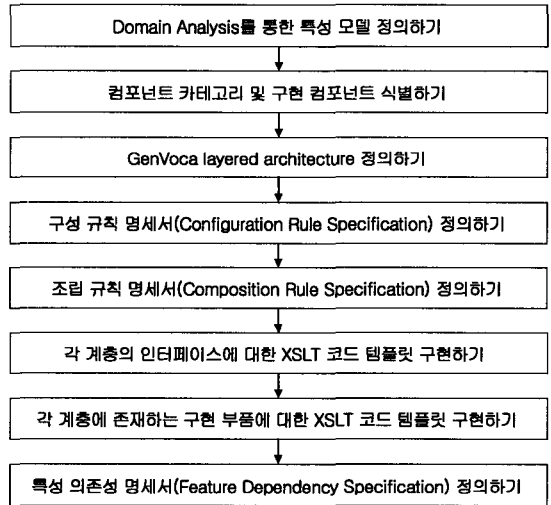 Domain Analysis를 통한 특성 모델 정의하기
컴포넌트 카테고리 및 구현 컴포넌트 식별하기
GenVoca layered architecture 정의하기
구성 규칙 명세서(Configuration Rule Specification) 정의하기
조립 규칙 명세서(Composition Rule Specification) 정의하기
각 계층의 인터페이스에 대한 XSLT 코드 템플릿 구현하기
각 계층에 존재하는 구현 부품에 대한 XSLT 코드 템플릿 구현하기
특성 의존성 명세서(Feature Dependency Specification) 정의하기